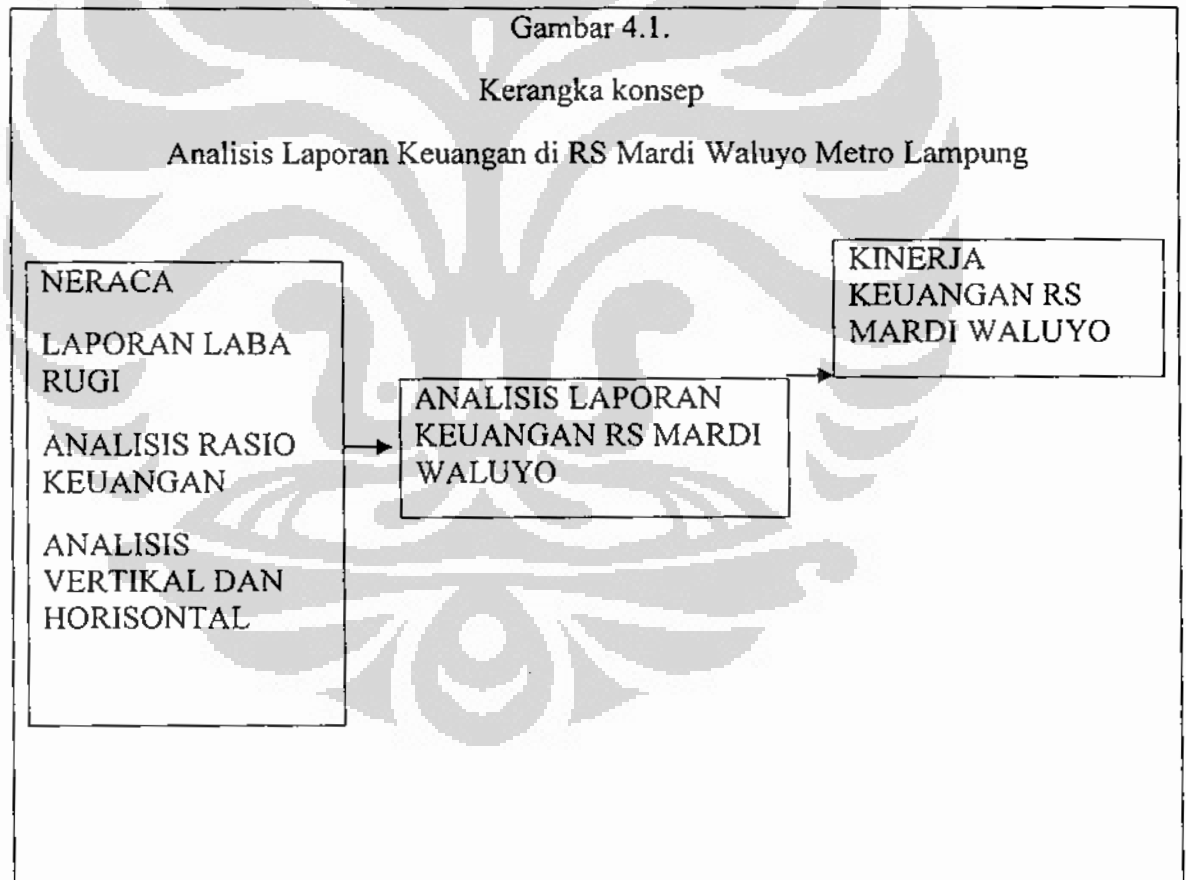 Gambar 4.1.
Kerangka konsep
Analisis Laporan Keuangan di RS Mardi Waluyo Metro Lampung
NERACA
LAPORAN LABA
RUGI
ANALISIS RASIO
KEUANGAN
ANALISIS
VERTIKAL DAN
HORISONTAL
ANALISIS LAPORAN
KEUANGAN RS MARDI
WALUYO
KINERJA
KEUANGAN RS
MARDI WALUYO